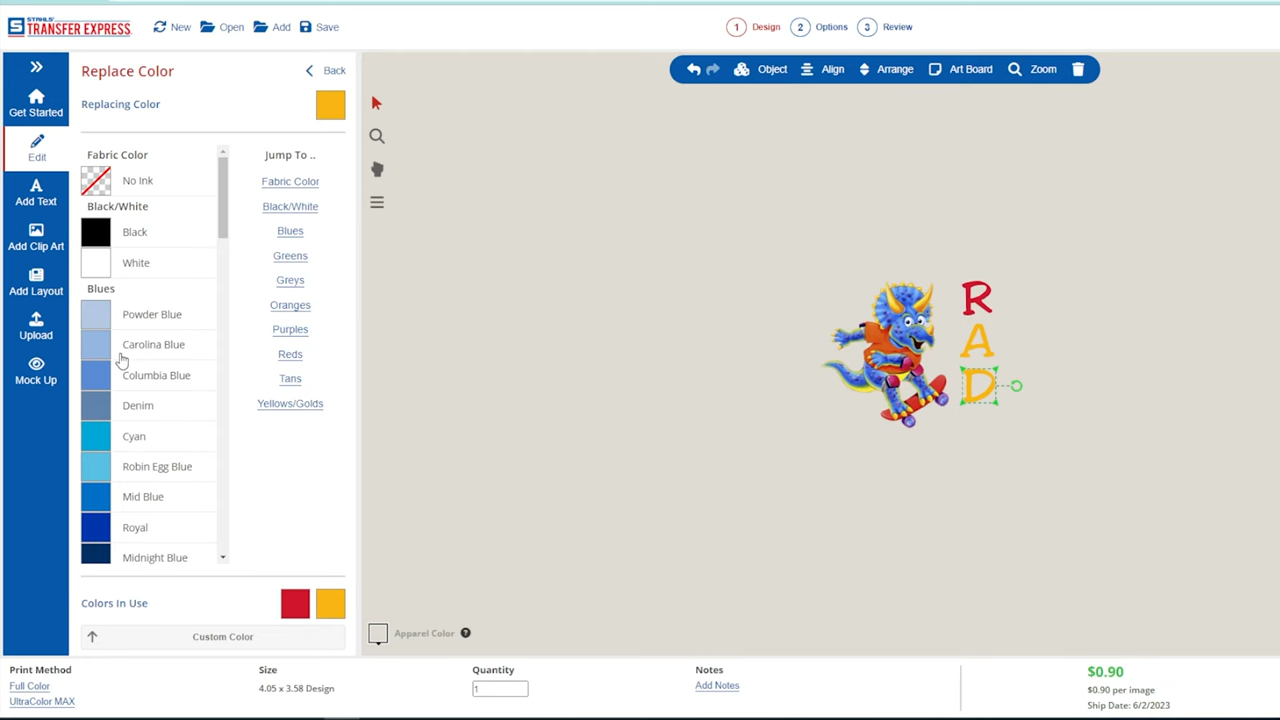 STAHLS'
TRANSFER EXPRESS
New
Open
Add
Save
1 Design
2 Options
3 Review
Get Started
Edit
Add Text
Add Clip Art
Add Layout
Upload
Mock Up
Replace Color
Back
Replacing Color
Fabric Color
No Ink
Black/White
Black
White
Blues
Powder Blue
Carolina Blue
Columbia Blue
Denim
Cyan
Robin Egg Blue
Mid Blue
Royal
Midnight Blue
Jump To ..
Fabric Color
Black/White
Blues
Greens
Greys
Oranges
Purples
Reds
Tans
Yellows/Golds
Colors In Use
Custom Color
Object
Align
Arrange
Art Board
Zoom
R
A
D
Apparel Color ?
Print Method
Full Color
UltraColor MAX
Size
4.05 x 3.58 Design
Quantity
1
Notes
Add Notes
$0.90
$0.90 per image
Ship Date: 6/2/2023